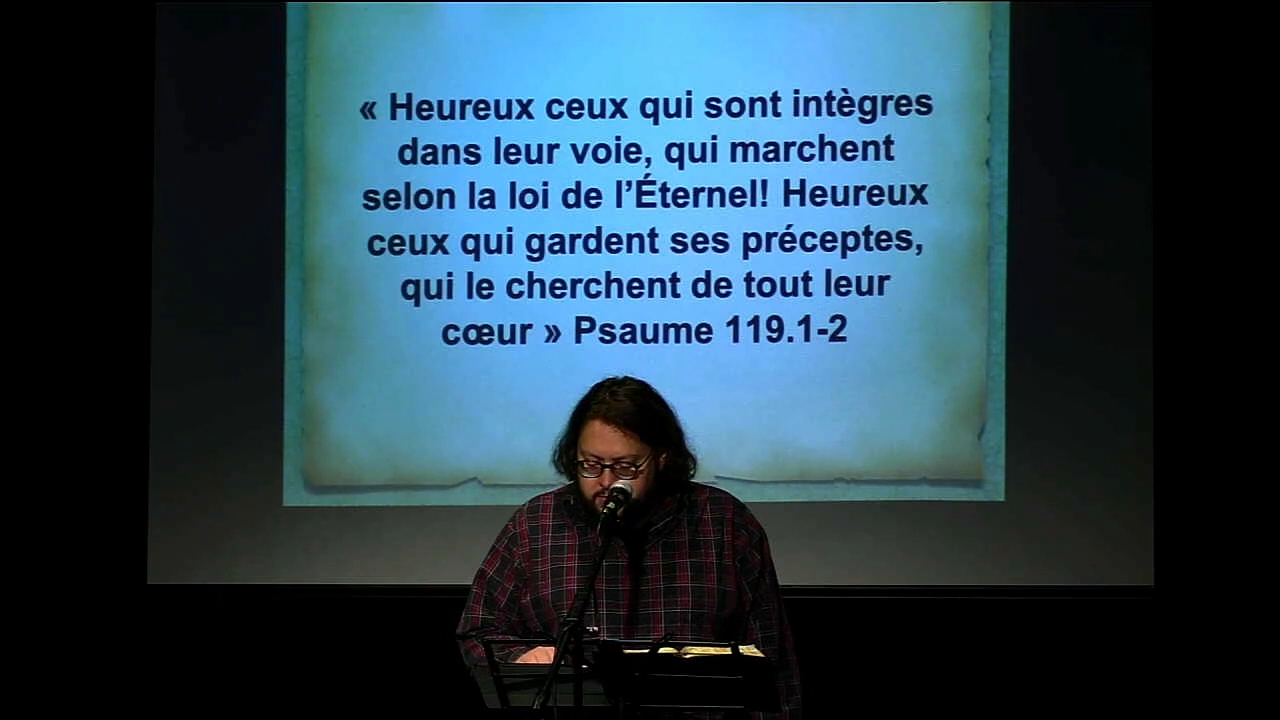 « Heureux ceux qui sont intègres
dans leur voie, qui marchent
selon la loi de l’Éternel! Heureux
ceux qui gardent ses préceptes,
qui le cherchent de tout leur
cœur » Psaume 119.1-2